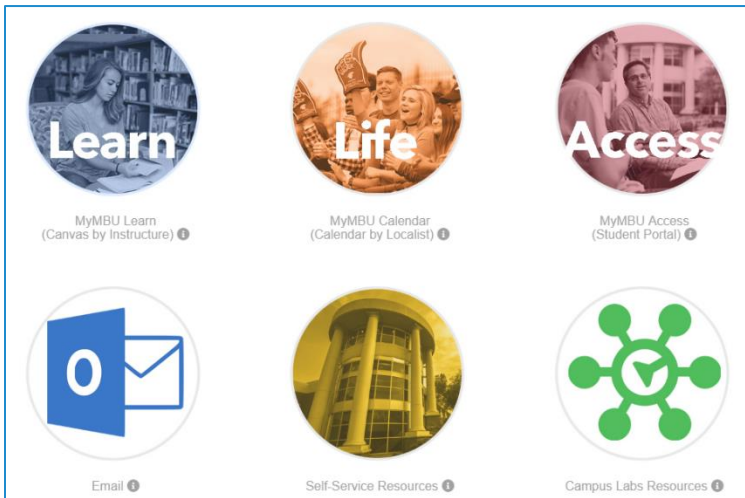 Learn
Life
Access
MyMBU Learn
(Canvas by Instructure)
MyMBU Calendar
(Calendar by Localist)
MyMBU Access
(Student Portal)
O
Email
Self-Service Resources
Campus Labs Resources